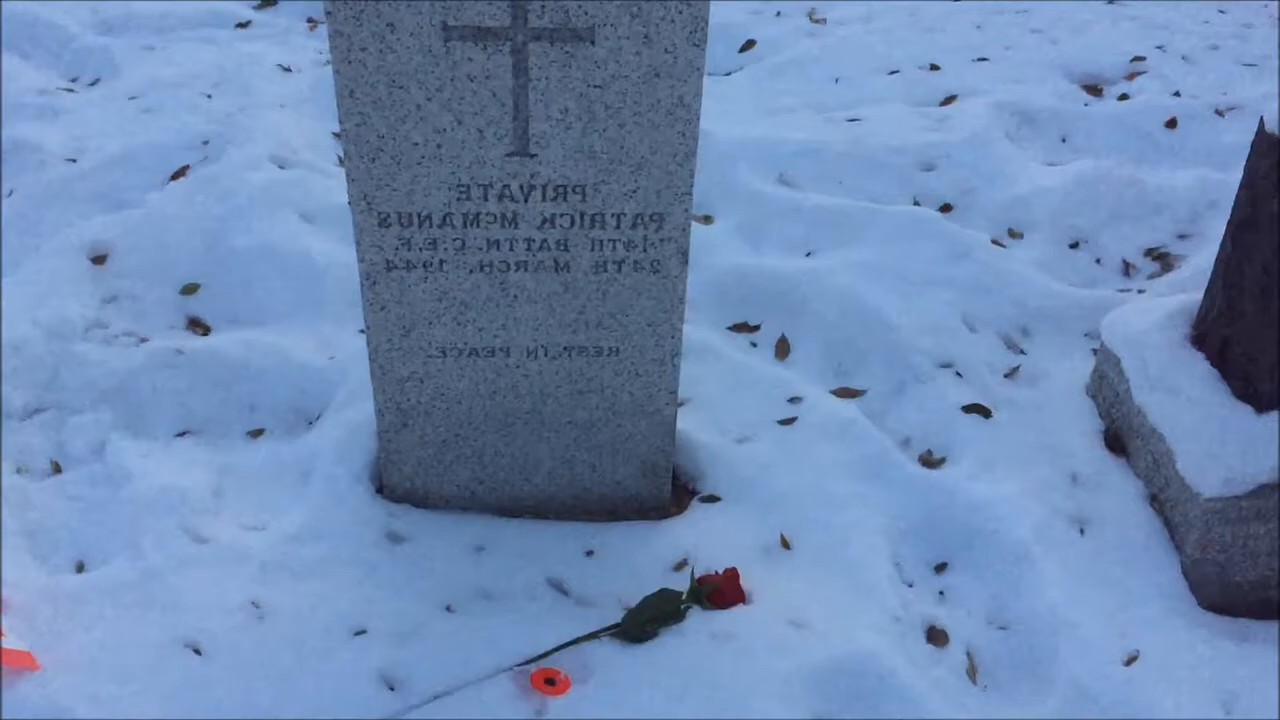 PRIVATE
PATRICK McMANUS
14TH BATTN. C.E.F.
24TH MARCH, 1944
REST IN PEACE